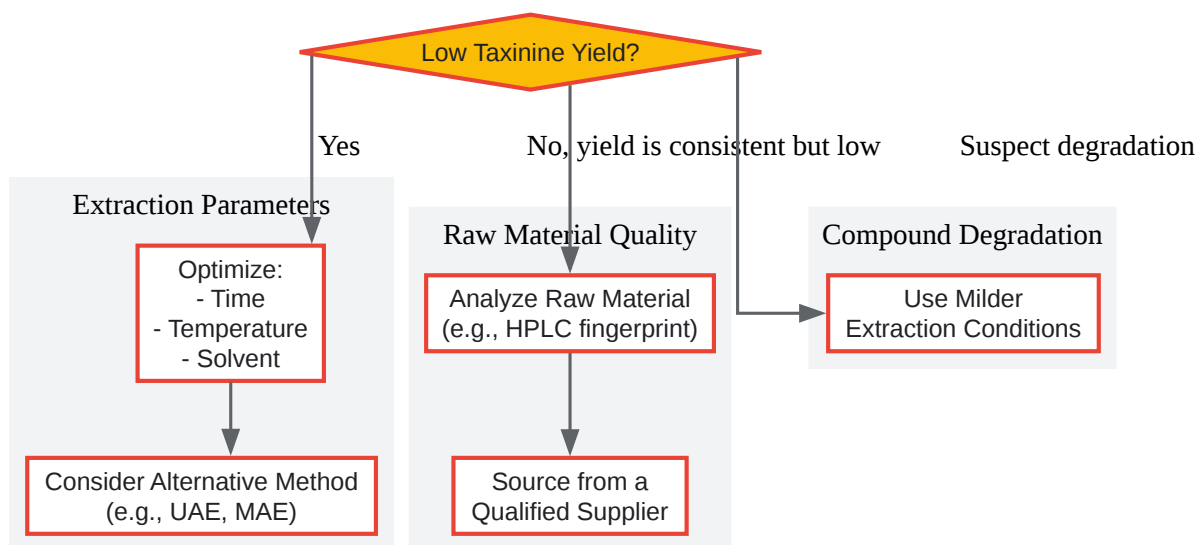 Low Taxinine Yield?
Yes
No, yield is consistent but low
Suspect degradation
Extraction Parameters
Optimize:
- Time
- Temperature
- Solvent
Consider Alternative Method
(e.g., UAE, MAE)
Raw Material Quality
Analyze Raw Material
(e.g., HPLC fingerprint)
Source from a
Qualified Supplier
Compound Degradation
Use Milder
Extraction Conditions